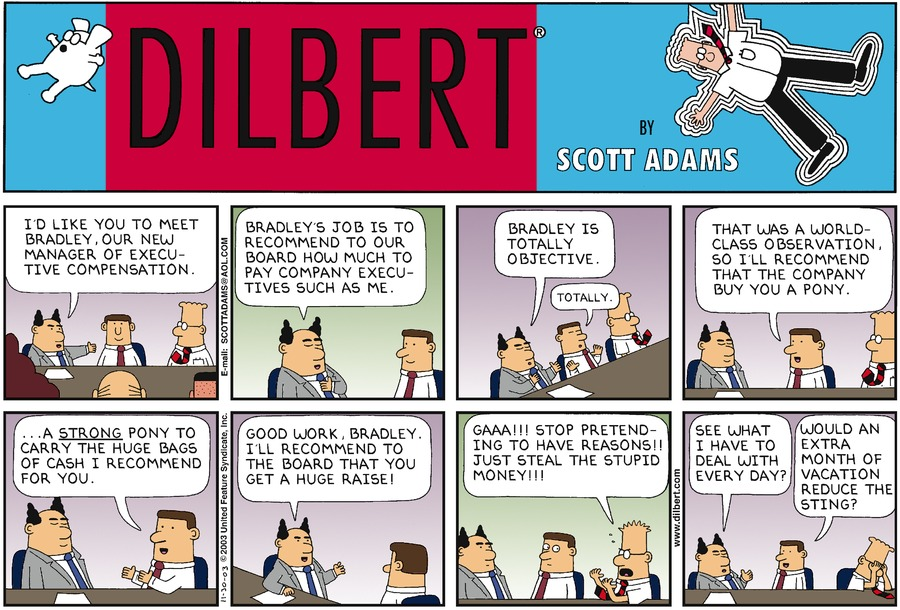 DILBERT®
BY
SCOTT ADAMS
I'D LIKE YOU TO MEET
BRADLEY, OUR NEW
MANAGER OF EXECU-
TIVE COMPENSATION.
E-mail: SCOTTADAMS@AOL.COM
BRADLEY'S JOB IS TO
RECOMMEND TO OUR
BOARD HOW MUCH TO
PAY COMPANY EXECU-
TIVES SUCH AS ME.
BRADLEY IS
TOTALLY
OBJECTIVE.
TOTALLY.
THAT WAS A WORLD-
CLASS OBSERVATION,
SO I'LL RECOMMEND
THAT THE COMPANY
BUY YOU A PONY.
...A STRONG PONY TO
CARRY THE HUGE BAGS
OF CASH I RECOMMEND
FOR YOU.
11-30-03 © 2003 United Feature Syndicate, Inc.
GOOD WORK, BRADLEY.
I'LL RECOMMEND TO
THE BOARD THAT YOU
GET A HUGE RAISE!
GAAA!!! STOP PRETEND-
ING TO HAVE REASONS!!
JUST STEAL THE STUPID
MONEY!!!
www.dilbert.com
SEE WHAT
I HAVE TO
DEAL WITH
EVERY DAY?
WOULD AN
EXTRA
MONTH OF
VACATION
REDUCE THE
STING?